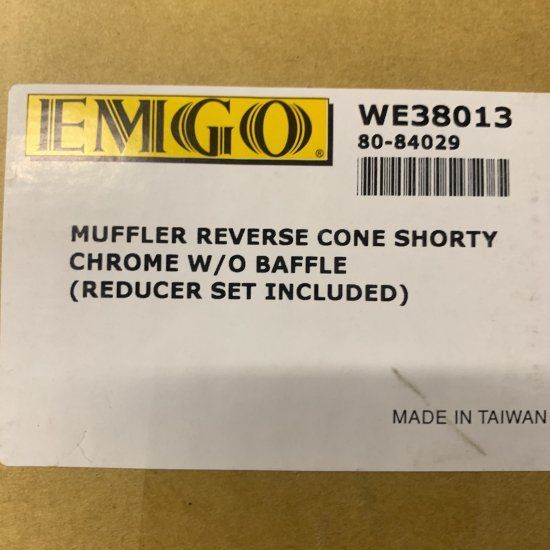 EMGO®
WE38013
80-84029
MUFFLER REVERSE CONE SHORTY
CHROME W/O BAFFLE
(REDUCER SET INCLUDED)
MADE IN TAIWAN